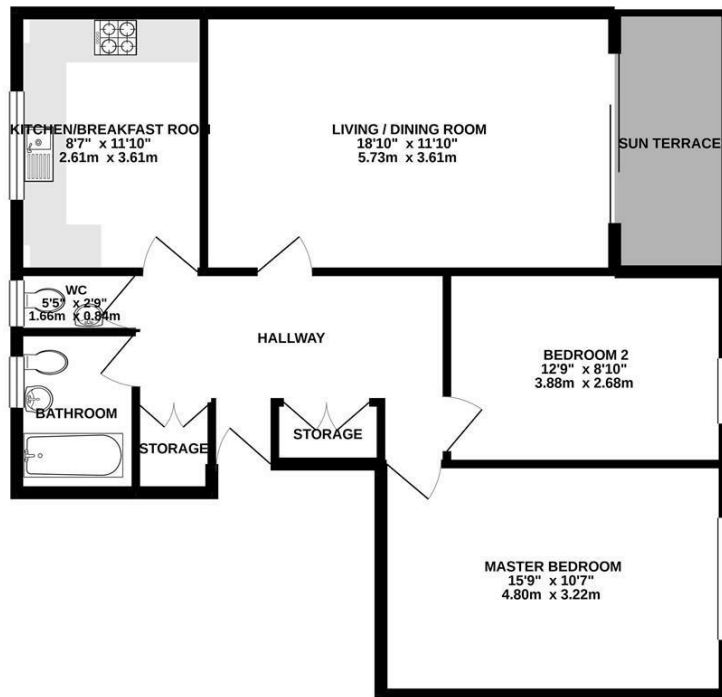 KITCHEN/BREAKFAST ROOM
8'7" x 11'10"
2.61m x 3.61m
LIVING / DINING ROOM
18'10" x 11'10"
5.73m x 3.61m
SUN TERRACE
WC
5'5" x 2'9"
1.66m x 0.84m
HALLWAY
BEDROOM 2
12'9" x 8'10"
3.88m x 2.68m
BATHROOM
STORAGE
STORAGE
MASTER BEDROOM
15'9" x 10'7"
4.80m x 3.22m